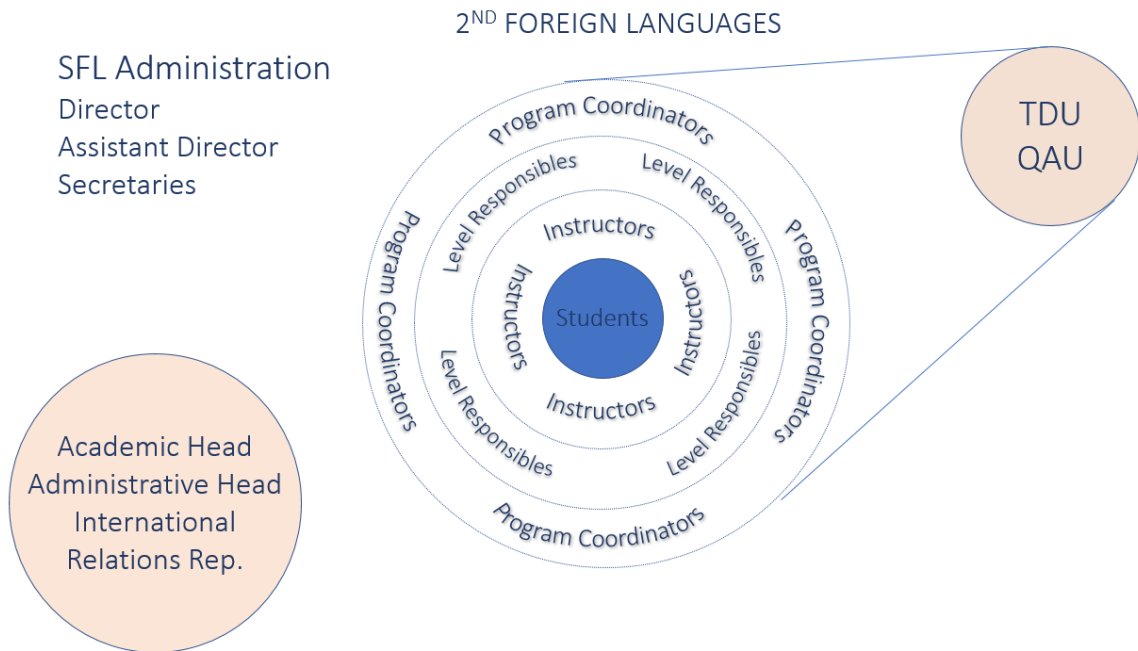 2ND FOREIGN LANGUAGES
SFL Administration
Director
Assistant Director
Secretaries
TDU
QAU
Program Coordinators
Program Coordinators
Program Coordinators
Program Coordinators
Level Responsibles
Level Responsibles
Level Responsibles
Level Responsibles
Instructors
Instructors
Instructors
Instructors
Students
Academic Head
Administrative Head
International
Relations Rep.